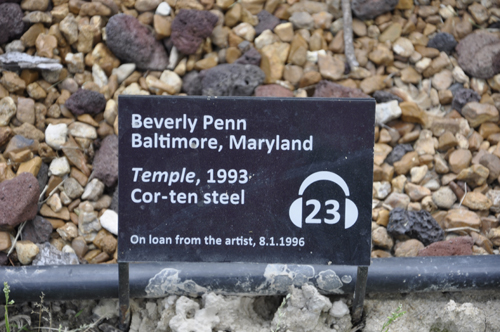 Beverly Penn
Baltimore, Maryland
Temple, 1993
Cor-ten steel
23
On loan from the artist, 8.1.1996